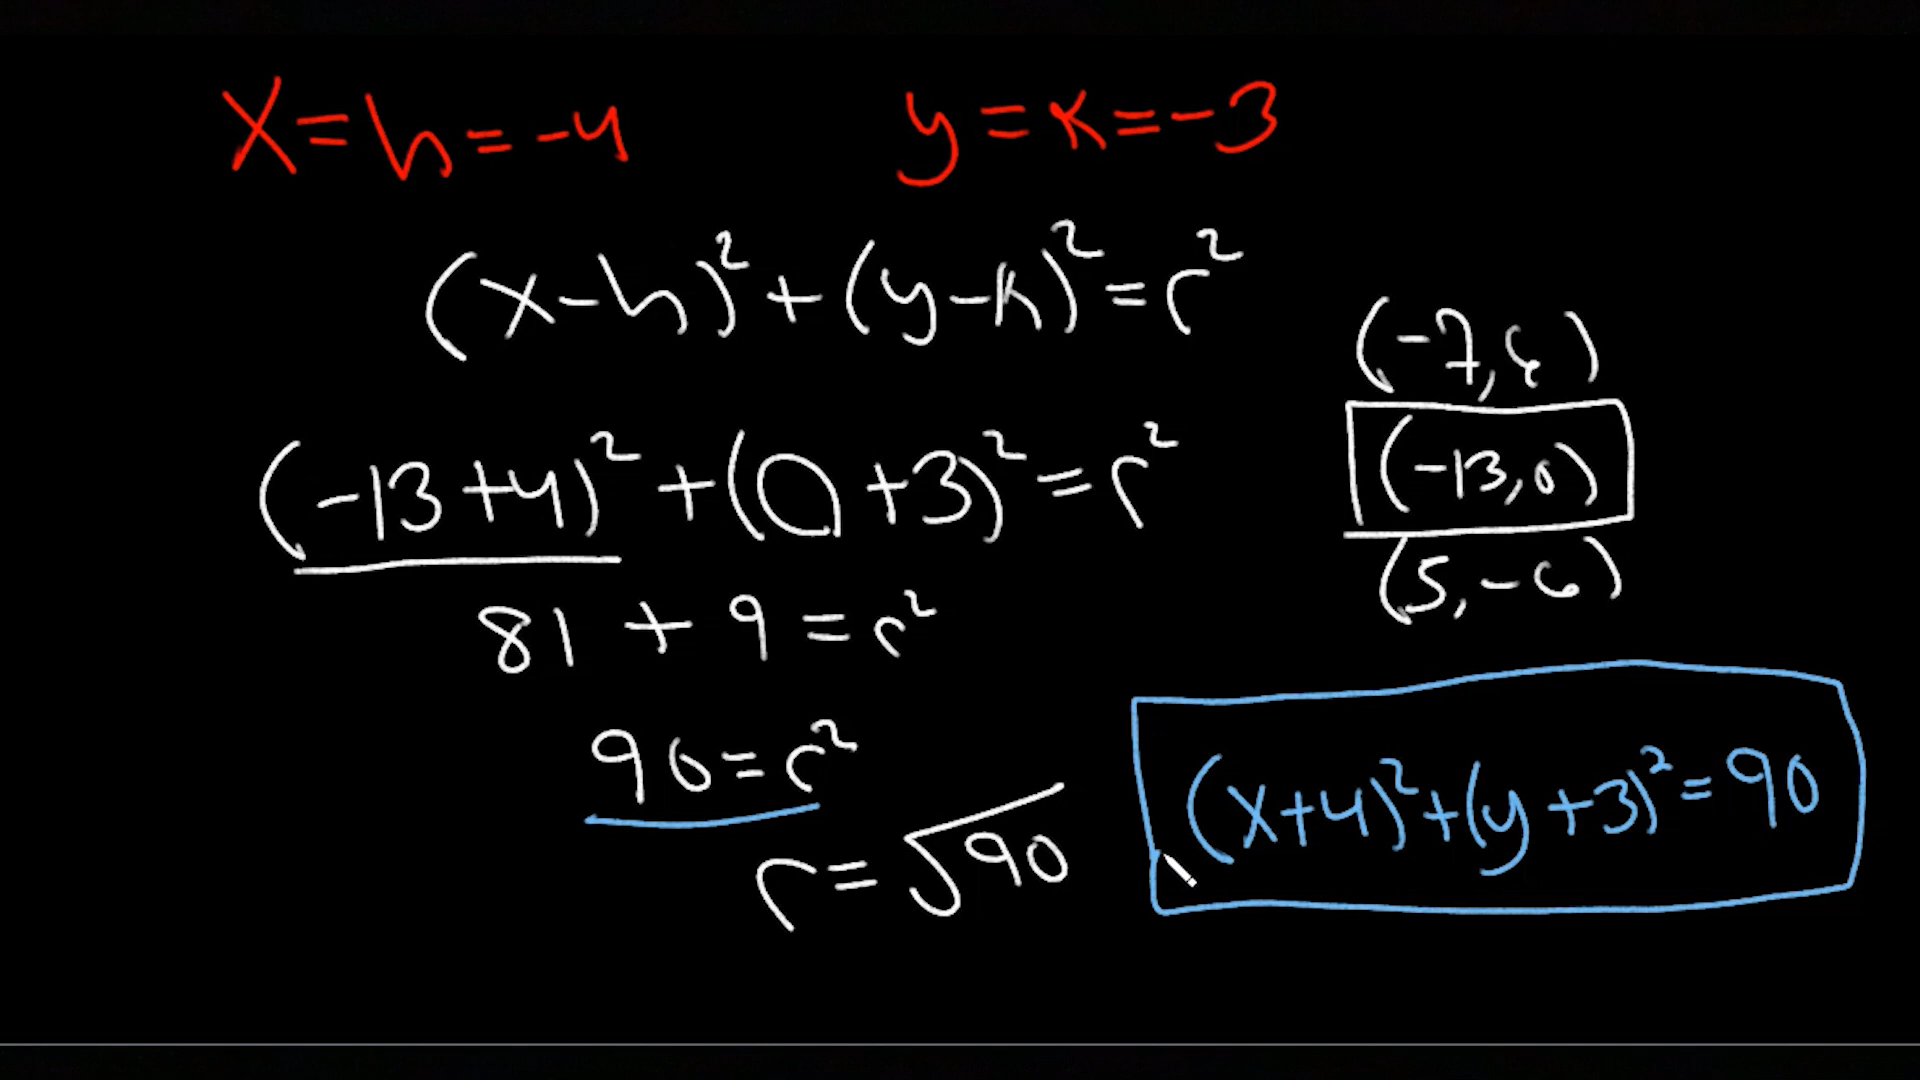 x=h=-4
y=k=-3
(x-h)²+(y-k)²=r²
(-7,6)
(-13+4)²+(0+3)²=r²
(-13,0)
(5,-6)
81+9=r²
90=r²
r=√90
(x+4)²+(y+3)²=90